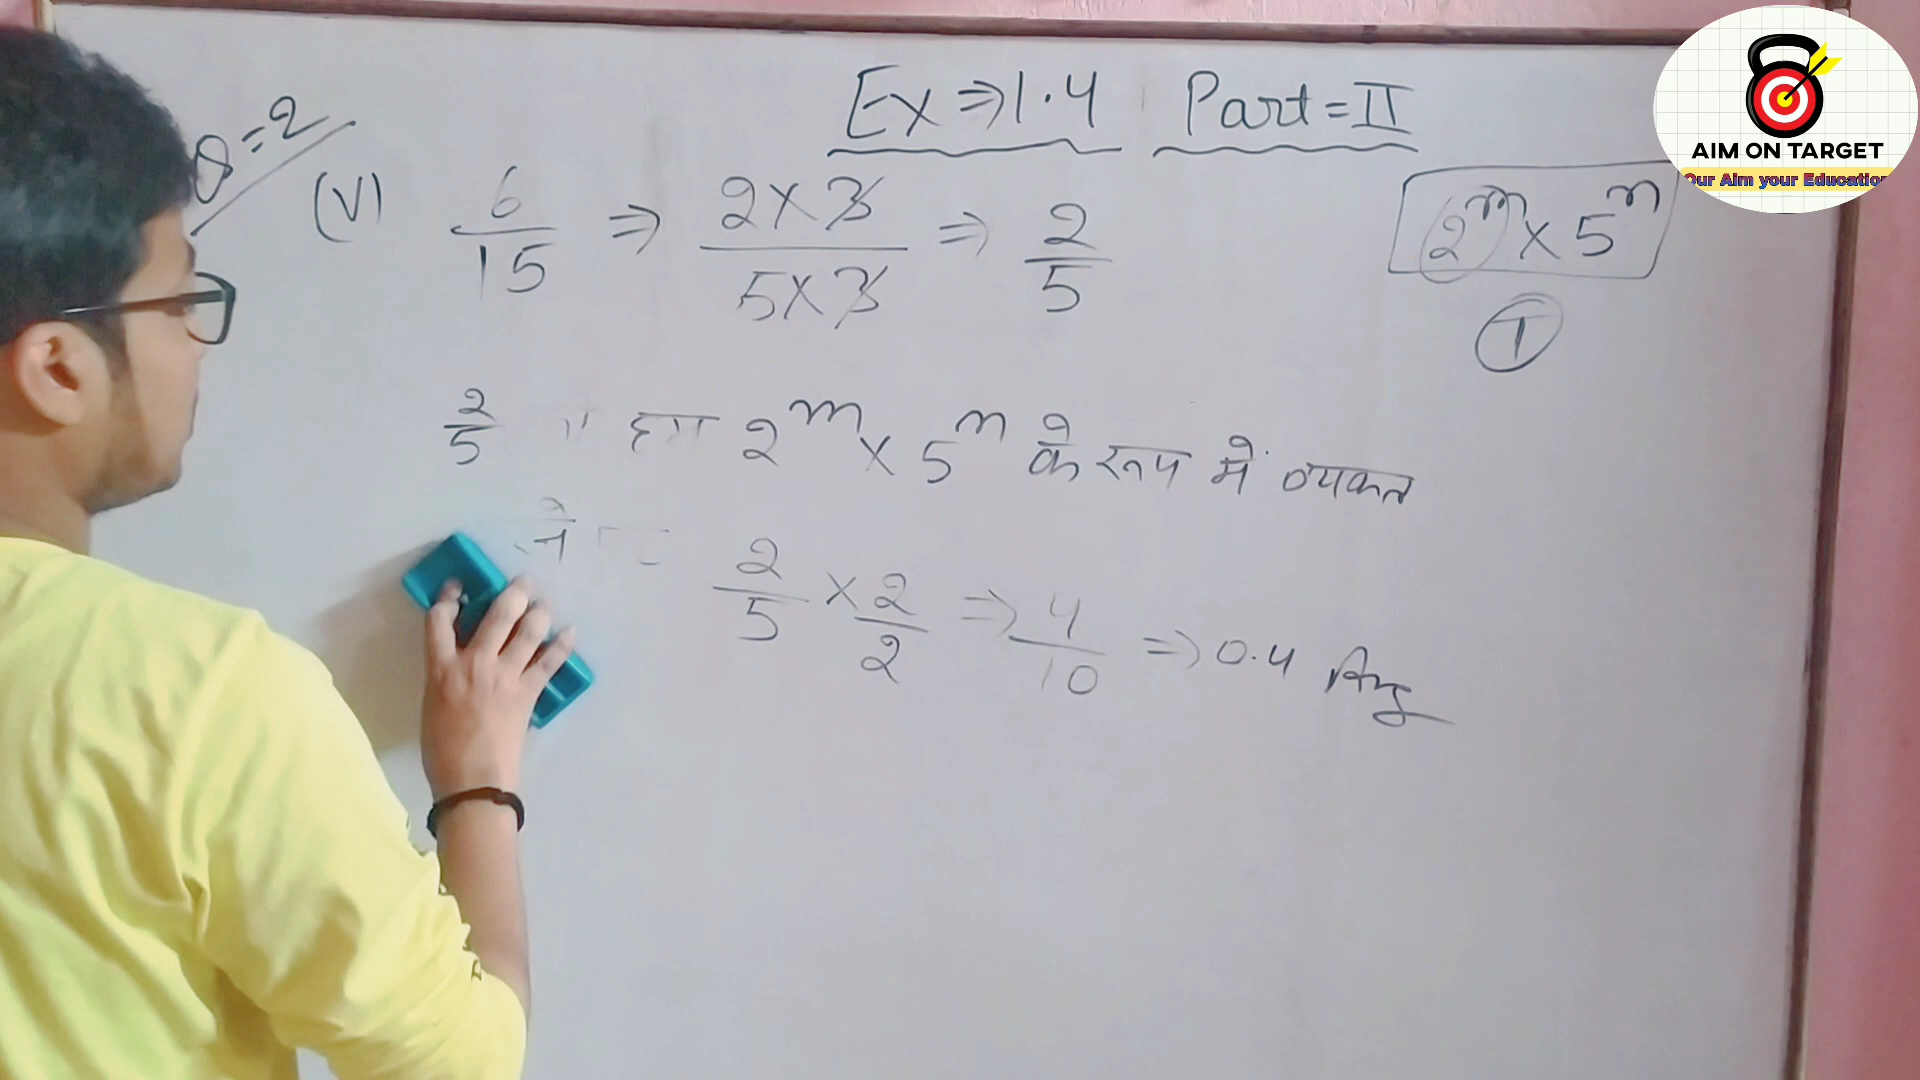 Ex ⇒ 1.4 Part = II
Q = 2
(V) 6/15 ⇒ 2×3/5×3 ⇒ 2/5
2^m × 5^n
I
2/5 2^m × 5^n के रूप में व्यक्त
2/5 × 2/2 ⇒ 4/10 ⇒ 0.4 Ans
AIM ON TARGET
Our Aim your Education